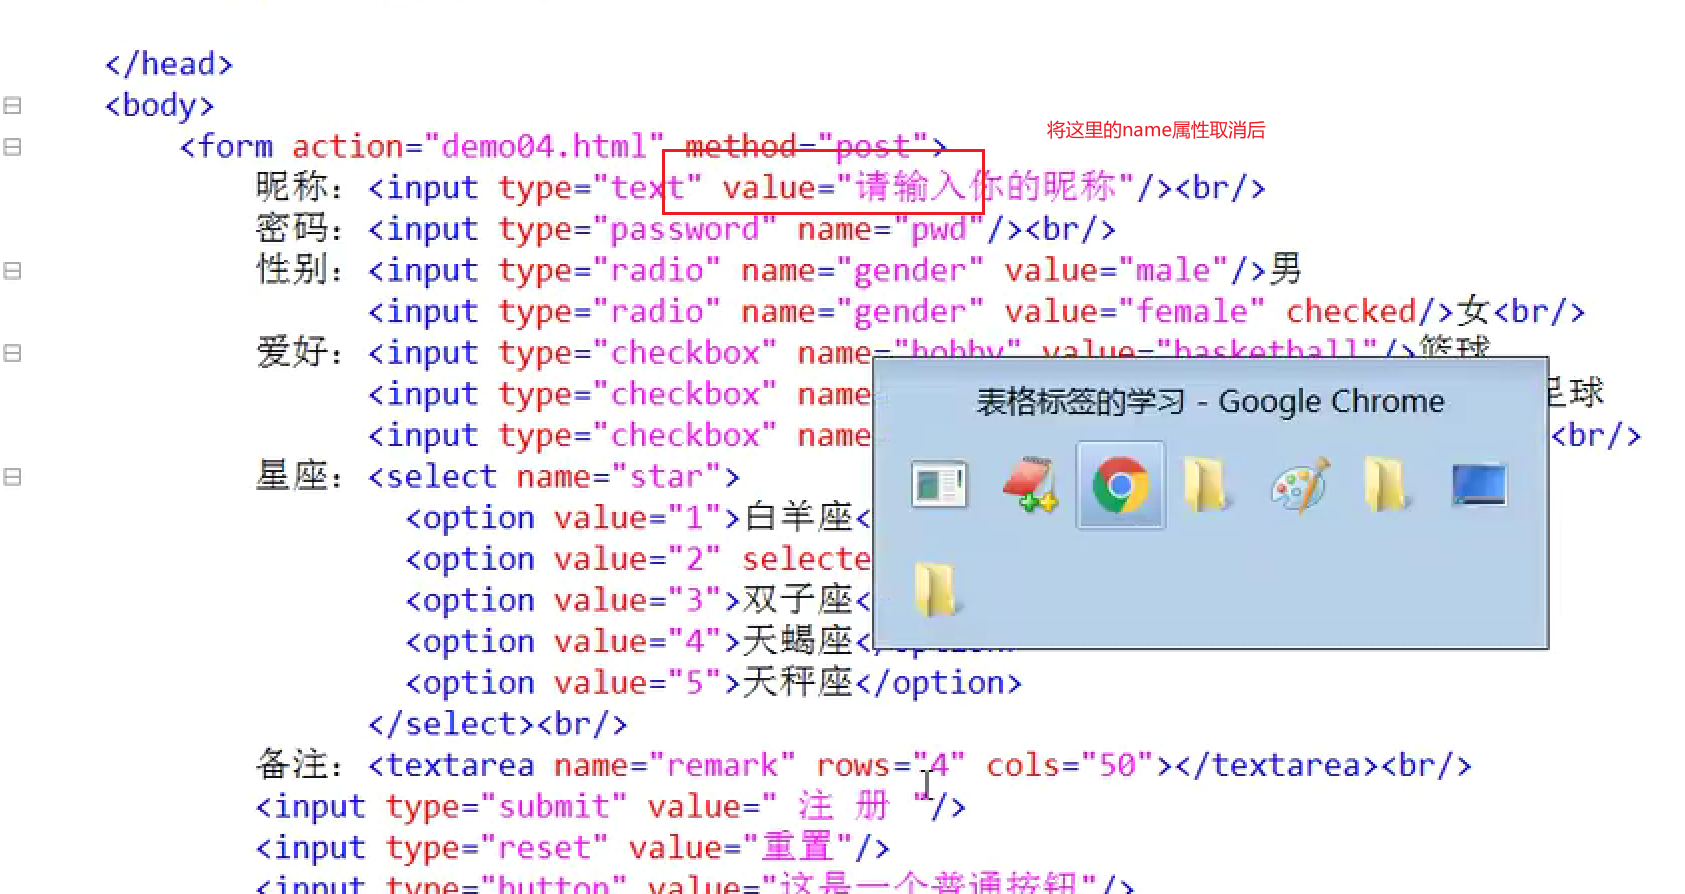 </head>
<body>
将这里的name属性取消后
<form action="demo04.html" method="post">
昵称：<input type="text" value="请输入你的昵称"/><br/>
密码：<input type="password" name="pwd"/><br/>
性别：<input type="radio" name="gender" value="male"/>男
<input type="radio" name="gender" value="female" checked/>女<br/>
爱好：<input type="checkbox" name="hobby" value="basketball"/>篮球
<input type="checkbox" name 足球
<input type="checkbox" name <br/>
表格标签的学习 - Google Chrome
星座：<select name="star">
<option value="1">白羊座<
<option value="2" selecte
<option value="3">双子座<
<option value="4">天蝎座</option>
<option value="5">天秤座</option>
</select><br/>
备注：<textarea name="remark" rows="4" cols="50"></textarea><br/>
<input type="submit" value=" 注 册 "/>
<input type="reset" value="重置"/>
<input type="button" value="这是一个普通按钮"/>